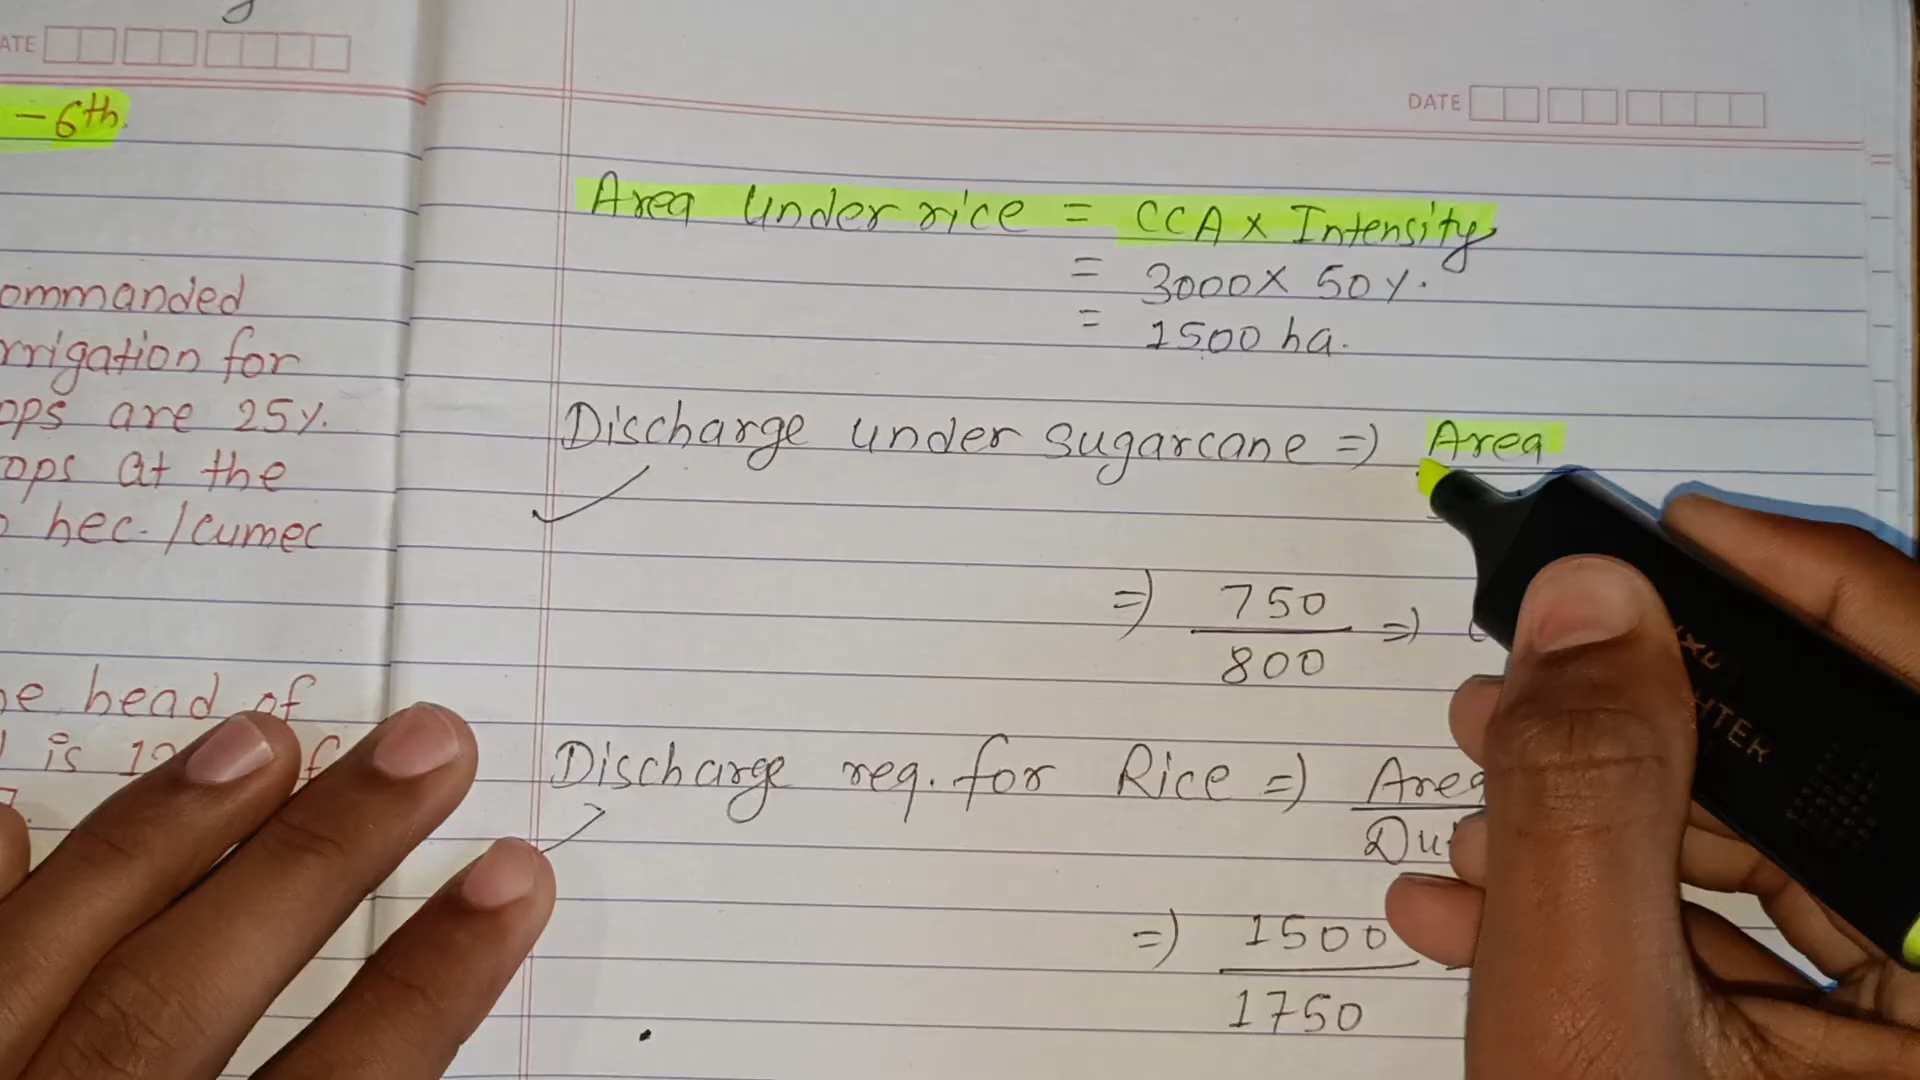 DATE
- 6th.
ommanded
rrigation for
ops are 25%.
ops at the
hec./cumec
head of
is
DATE
Area Under rice = CCA x Intensity
= 3000 x 50%.
= 1500 ha.
Discharge under sugarcane => Area
=> 750 =>
800
Discharge req. for Rice => Area
Du
=> 1500
1750